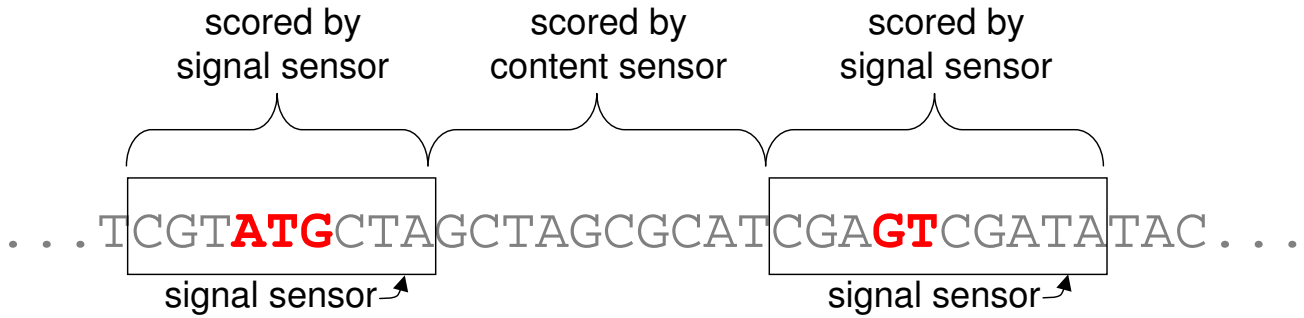 scored by
signal sensor
scored by
content sensor
scored by
signal sensor
...TCGTATGCTAGCTAGCGCATCGAGTCGATATAC...
signal sensor
signal sensor